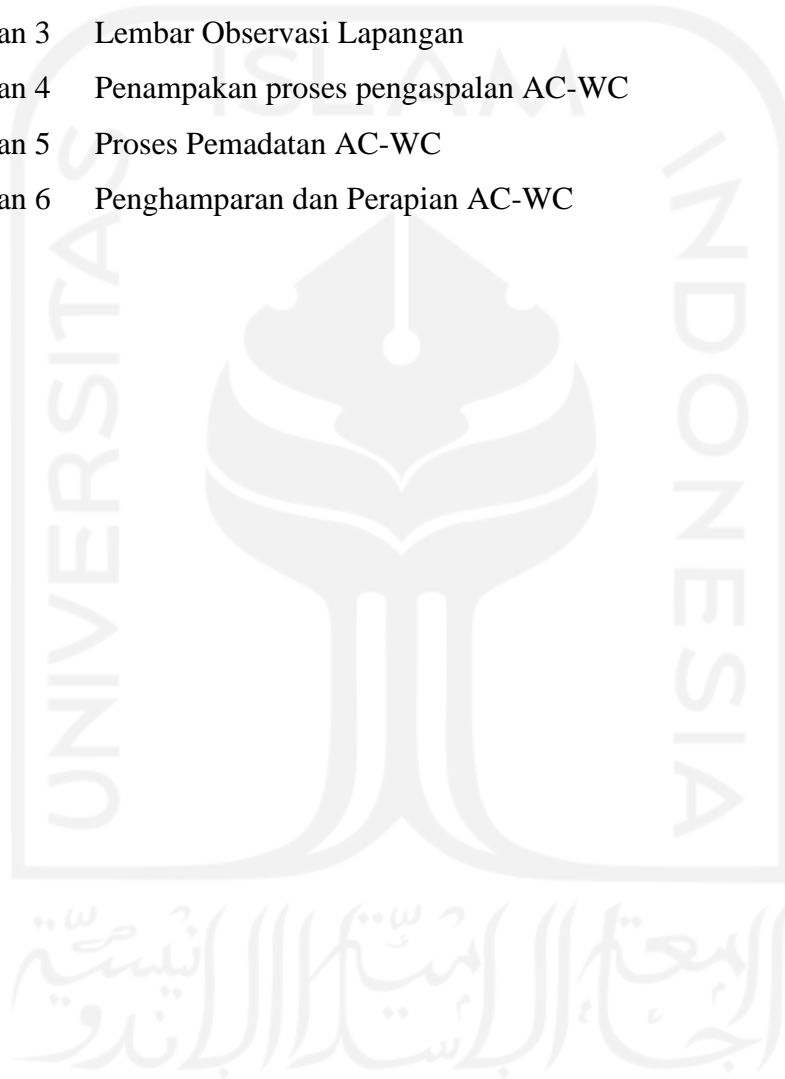 an 3 Lembar Observasi Lapangan
an 4 Penampakan proses pengaspalan AC-WC
an 5 Proses Pemadatan AC-WC
an 6 Penghamparan dan Perapian AC-WC
ISLAM
UNIVERSITAS
INDONESIA